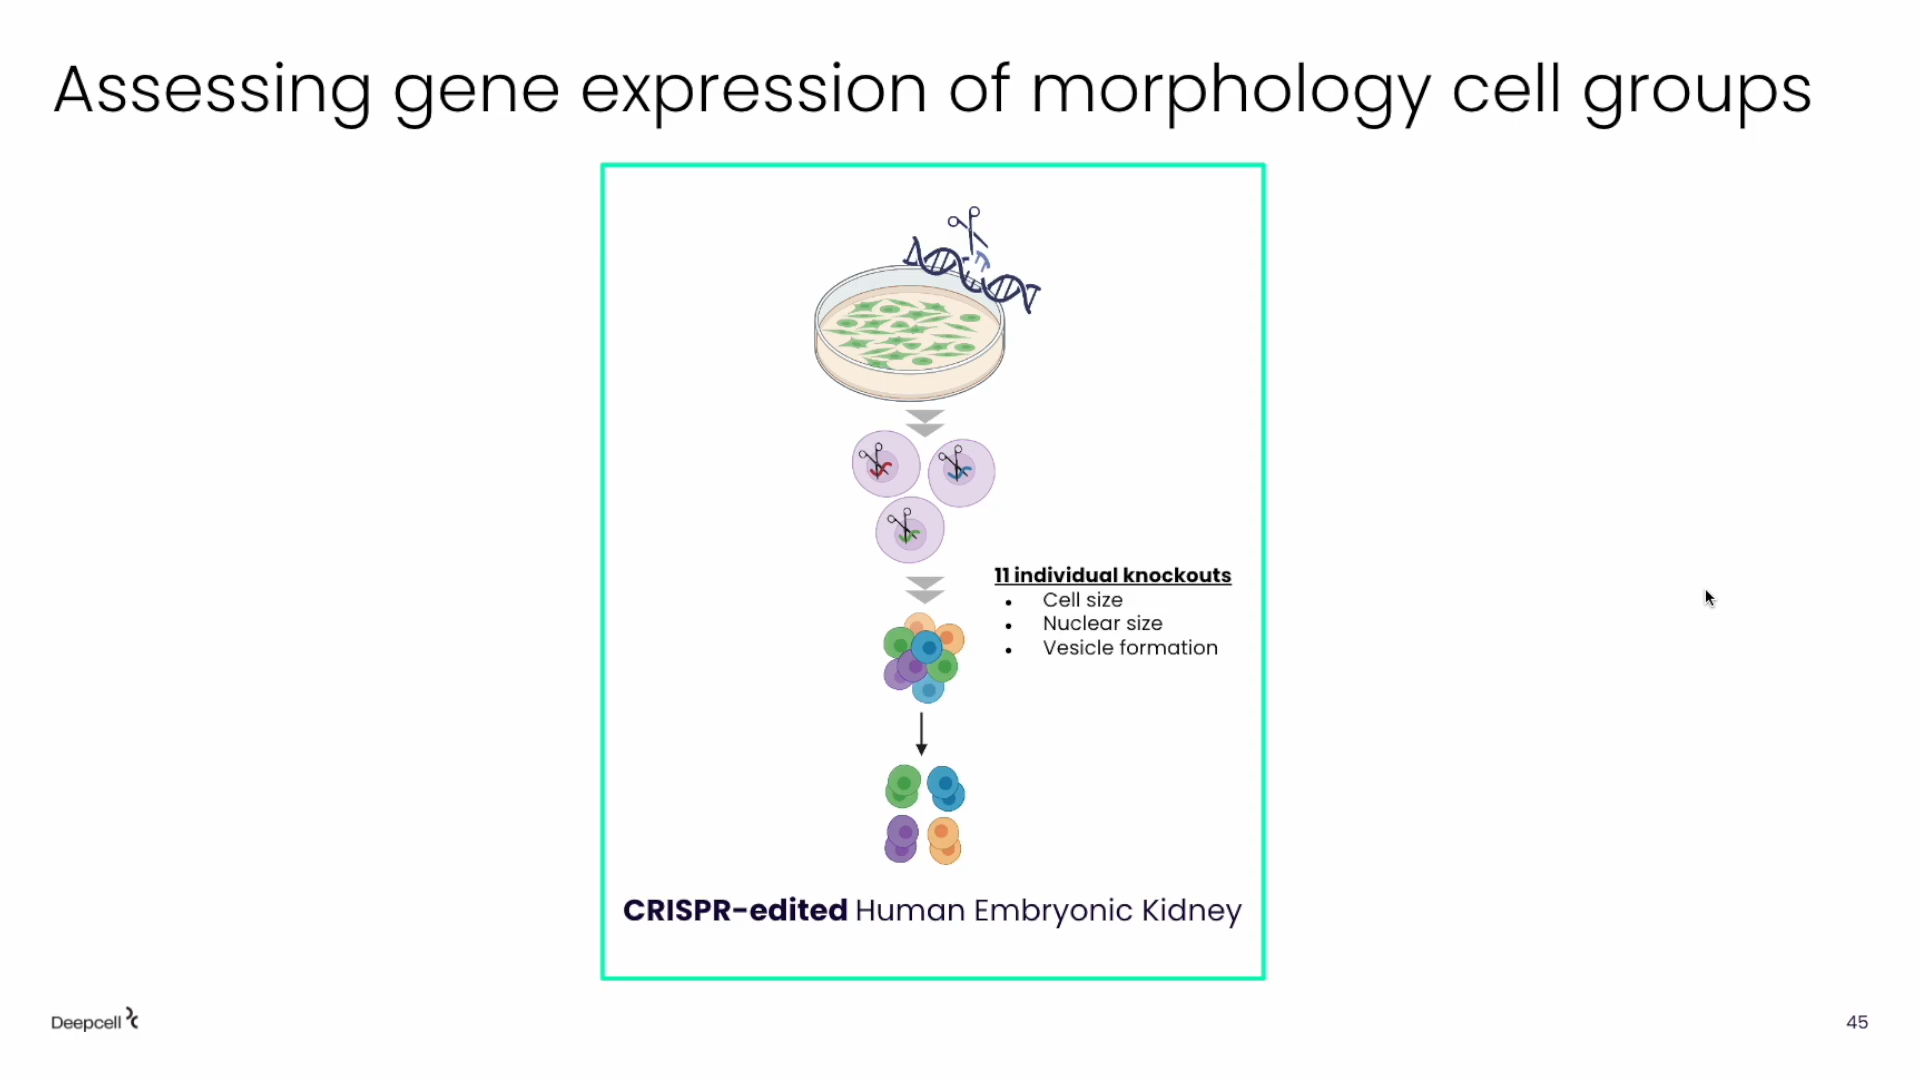 Assessing gene expression of morphology cell groups
11 individual knockouts
• Cell size
• Nuclear size
• Vesicle formation
CRISPR-edited Human Embryonic Kidney
Deepcell
45